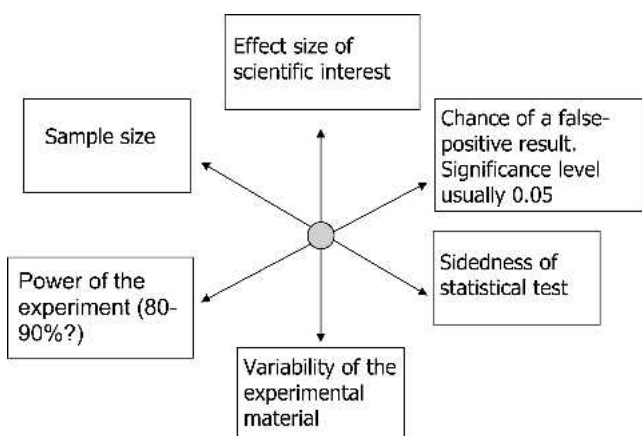 Effect size of
scientific interest
Sample size
Chance of a false-
positive result.
Significance level
usually 0.05
Power of the
experiment (80-
90%?)
Sidedness of
statistical test
Variability of the
experimental
material